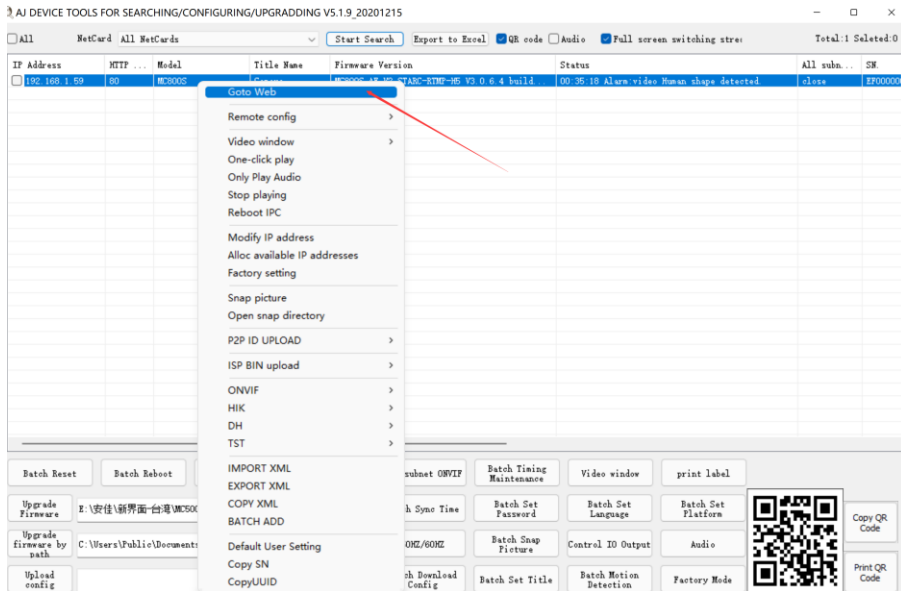 AJ DEVICE TOOLS FOR SEARCHING/CONFIGURING/UPGRADDING V5.1.9_20201215
All NetCard All NetCards Start Search Export to Excel QR code Audio Full screen switching stre Total:1 Seleted:0
IP Address HTTP ... Model Title Name Firmware Version Status All subn... SN.
192.168.1.59 80 MC800S V3.0.6.4 build... 00:35:18 Alarm:video Human shape detected. close EF00000
Goto Web
Remote config
Video window
One-click play
Only Play Audio
Stop playing
Reboot IPC
Modify IP address
Alloc available IP addresses
Factory setting
Snap picture
Open snap directory
P2P ID UPLOAD
ISP BIN upload
ONVIF
HIK
DH
TST
IMPORT XML
EXPORT XML
COPY XML
BATCH ADD
Default User Setting
Copy SN
CopyUUID
Batch Reset Batch Reboot subnet ONVIF Batch Timing Maintenance Video window print label
Upgrade Firmware E:\安佳\新界面-台湾\MC500 h Sync Time Batch Set Password Batch Set Language Batch Set Platform
Copy QR Code
Upgrade firmware by path C:\Users\Public\Documents 0HZ/60HZ Batch Snap Picture Control IO Output Audio
Upload config ch Download Config Batch Set Title Batch Motion Detection Factory Mode
Print QR Code